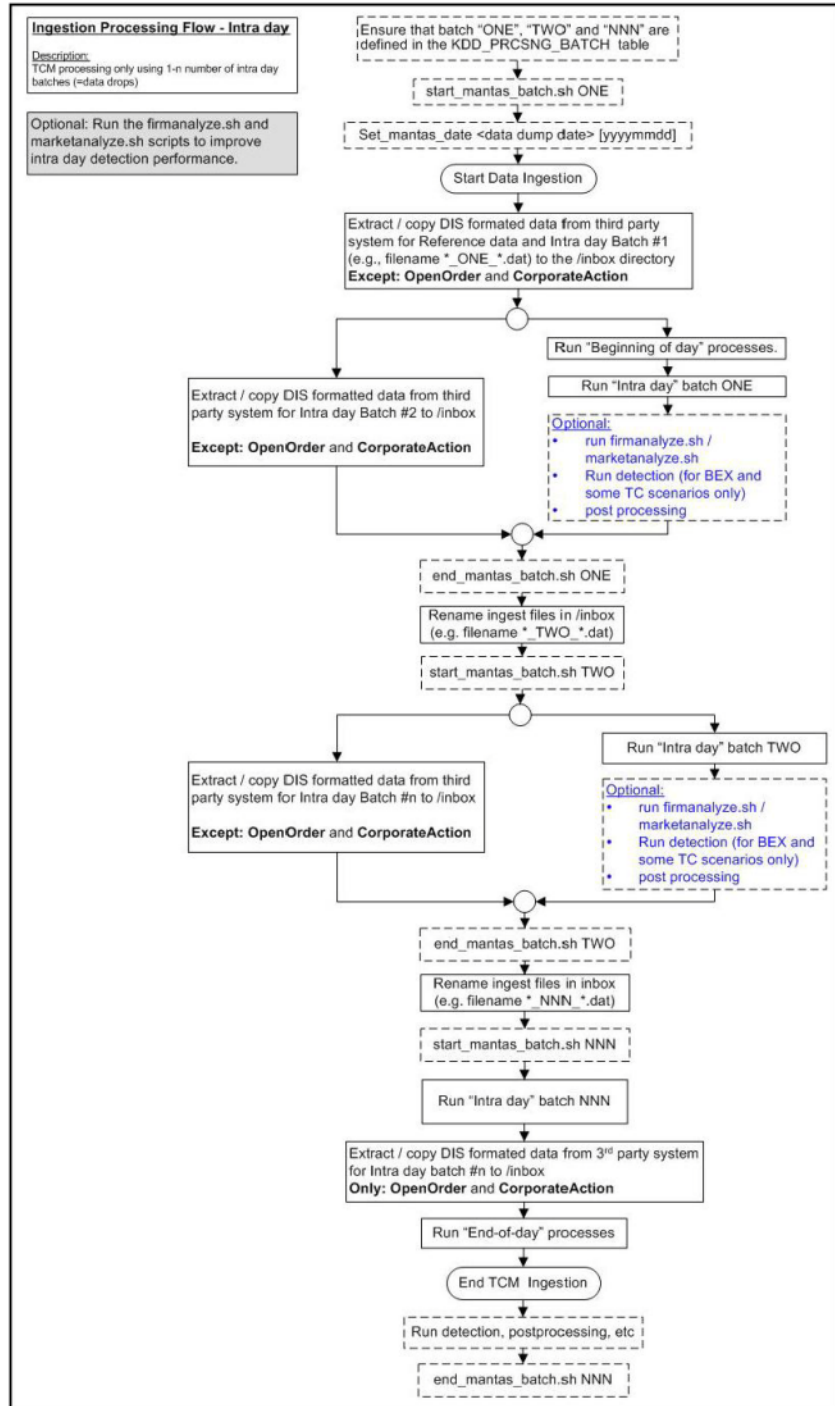 Ingestion Processing Flow - Intra day
Description:
TCM processing only using 1-n number of intra day
batches (=data drops)
Optional: Run the firmanalyze.sh and
marketanalyze.sh scripts to improve
intra day detection performance.
Ensure that batch “ONE”, “TWO” and “NNN” are
defined in the KDD_PRCSNG_BATCH table
start_mantas_batch.sh ONE
Set_mantas_date <data dump date> [yyyymmdd]
Start Data Ingestion
Extract / copy DIS formated data from third party
system for Reference data and Intra day Batch #1
(e.g., filename *_ONE_*.dat) to the /inbox directory
Except: OpenOrder and CorporateAction
Run “Beginning of day” processes.
Run “Intra day” batch ONE
Extract / copy DIS formatted data from third
party system for Intra day Batch #2 to /inbox
Except: OpenOrder and CorporateAction
Optional:
• run firmanalyze.sh /
marketanalyze.sh
• Run detection (for BEX and
some TC scenarios only)
• post processing
end_mantas_batch.sh ONE
Rename ingest files in /inbox
(e.g. filename *_TWO_*.dat)
start_mantas_batch.sh TWO
Run “Intra day” batch TWO
Extract / copy DIS formatted data from third
party system for Intra day Batch #n to /inbox
Except: OpenOrder and CorporateAction
Optional:
• run firmanalyze.sh /
marketanalyze.sh
• Run detection (for BEX and
some TC scenarios only)
• post processing
end_mantas_batch.sh TWO
Rename ingest files in inbox
(e.g. filename *_NNN_*.dat)
start_mantas_batch.sh NNN
Run “Intra day” batch NNN
Extract / copy DIS formated data from 3rd party system
for Intra day batch #n to /inbox
Only: OpenOrder and CorporateAction
Run “End-of-day” processes
End TCM Ingestion
Run detection, postprocessing, etc
end_mantas_batch.sh NNN